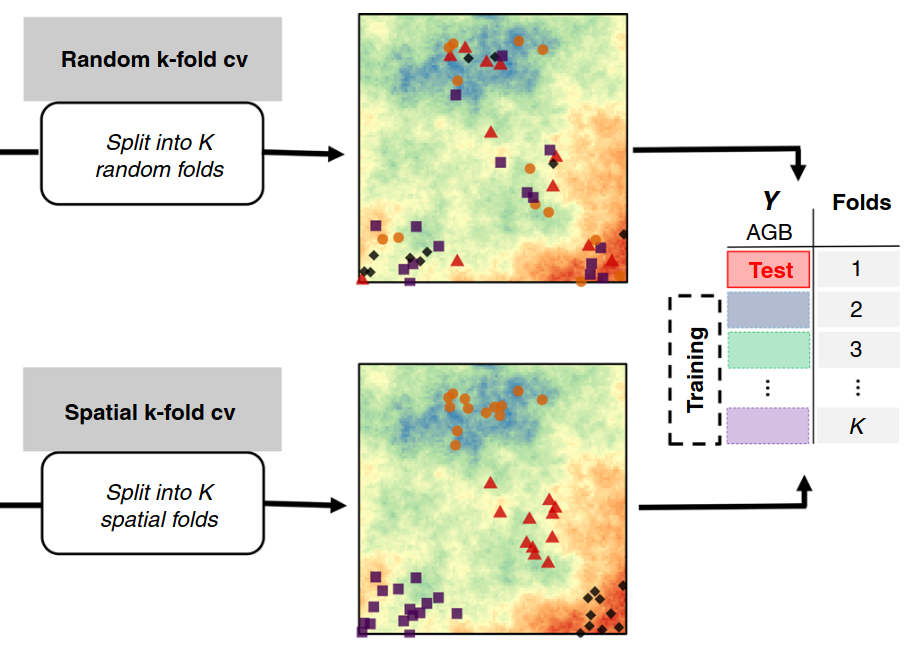 Random k-fold cv
Split into K
random folds
Spatial k-fold cv
Split into K
spatial folds
Y
Folds
AGB
Test
1
2
3
⋮
⋮
K
Training